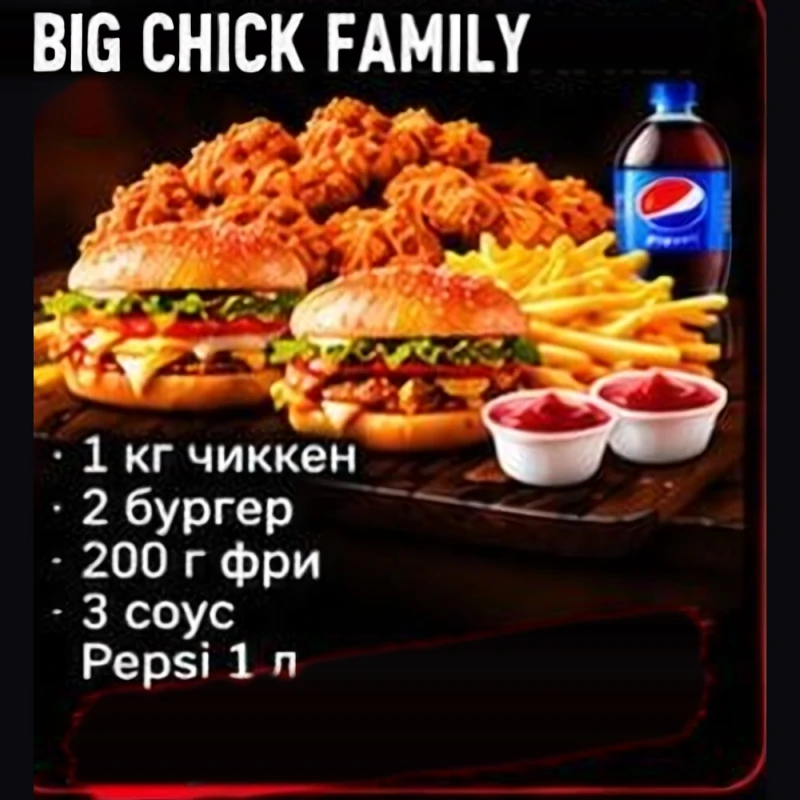 BIG CHICK FAMILY
· 1 кг чиккен
· 2 бургер
· 200 г фри
- 3 соус
Pepsi 1 л